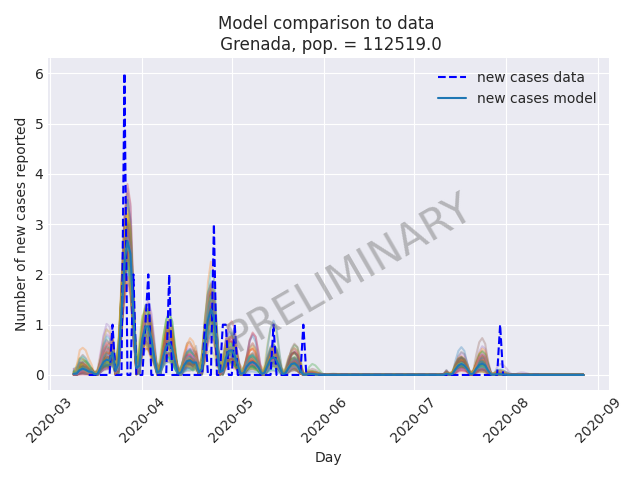 Model comparison to data
Grenada, pop. = 112519.0
new cases data
new cases model
Number of new cases reported
6
5
4
3
2
1
0
PRELIMINARY
2020-03
2020-04
2020-05
2020-06
2020-07
2020-08
2020-09
Day